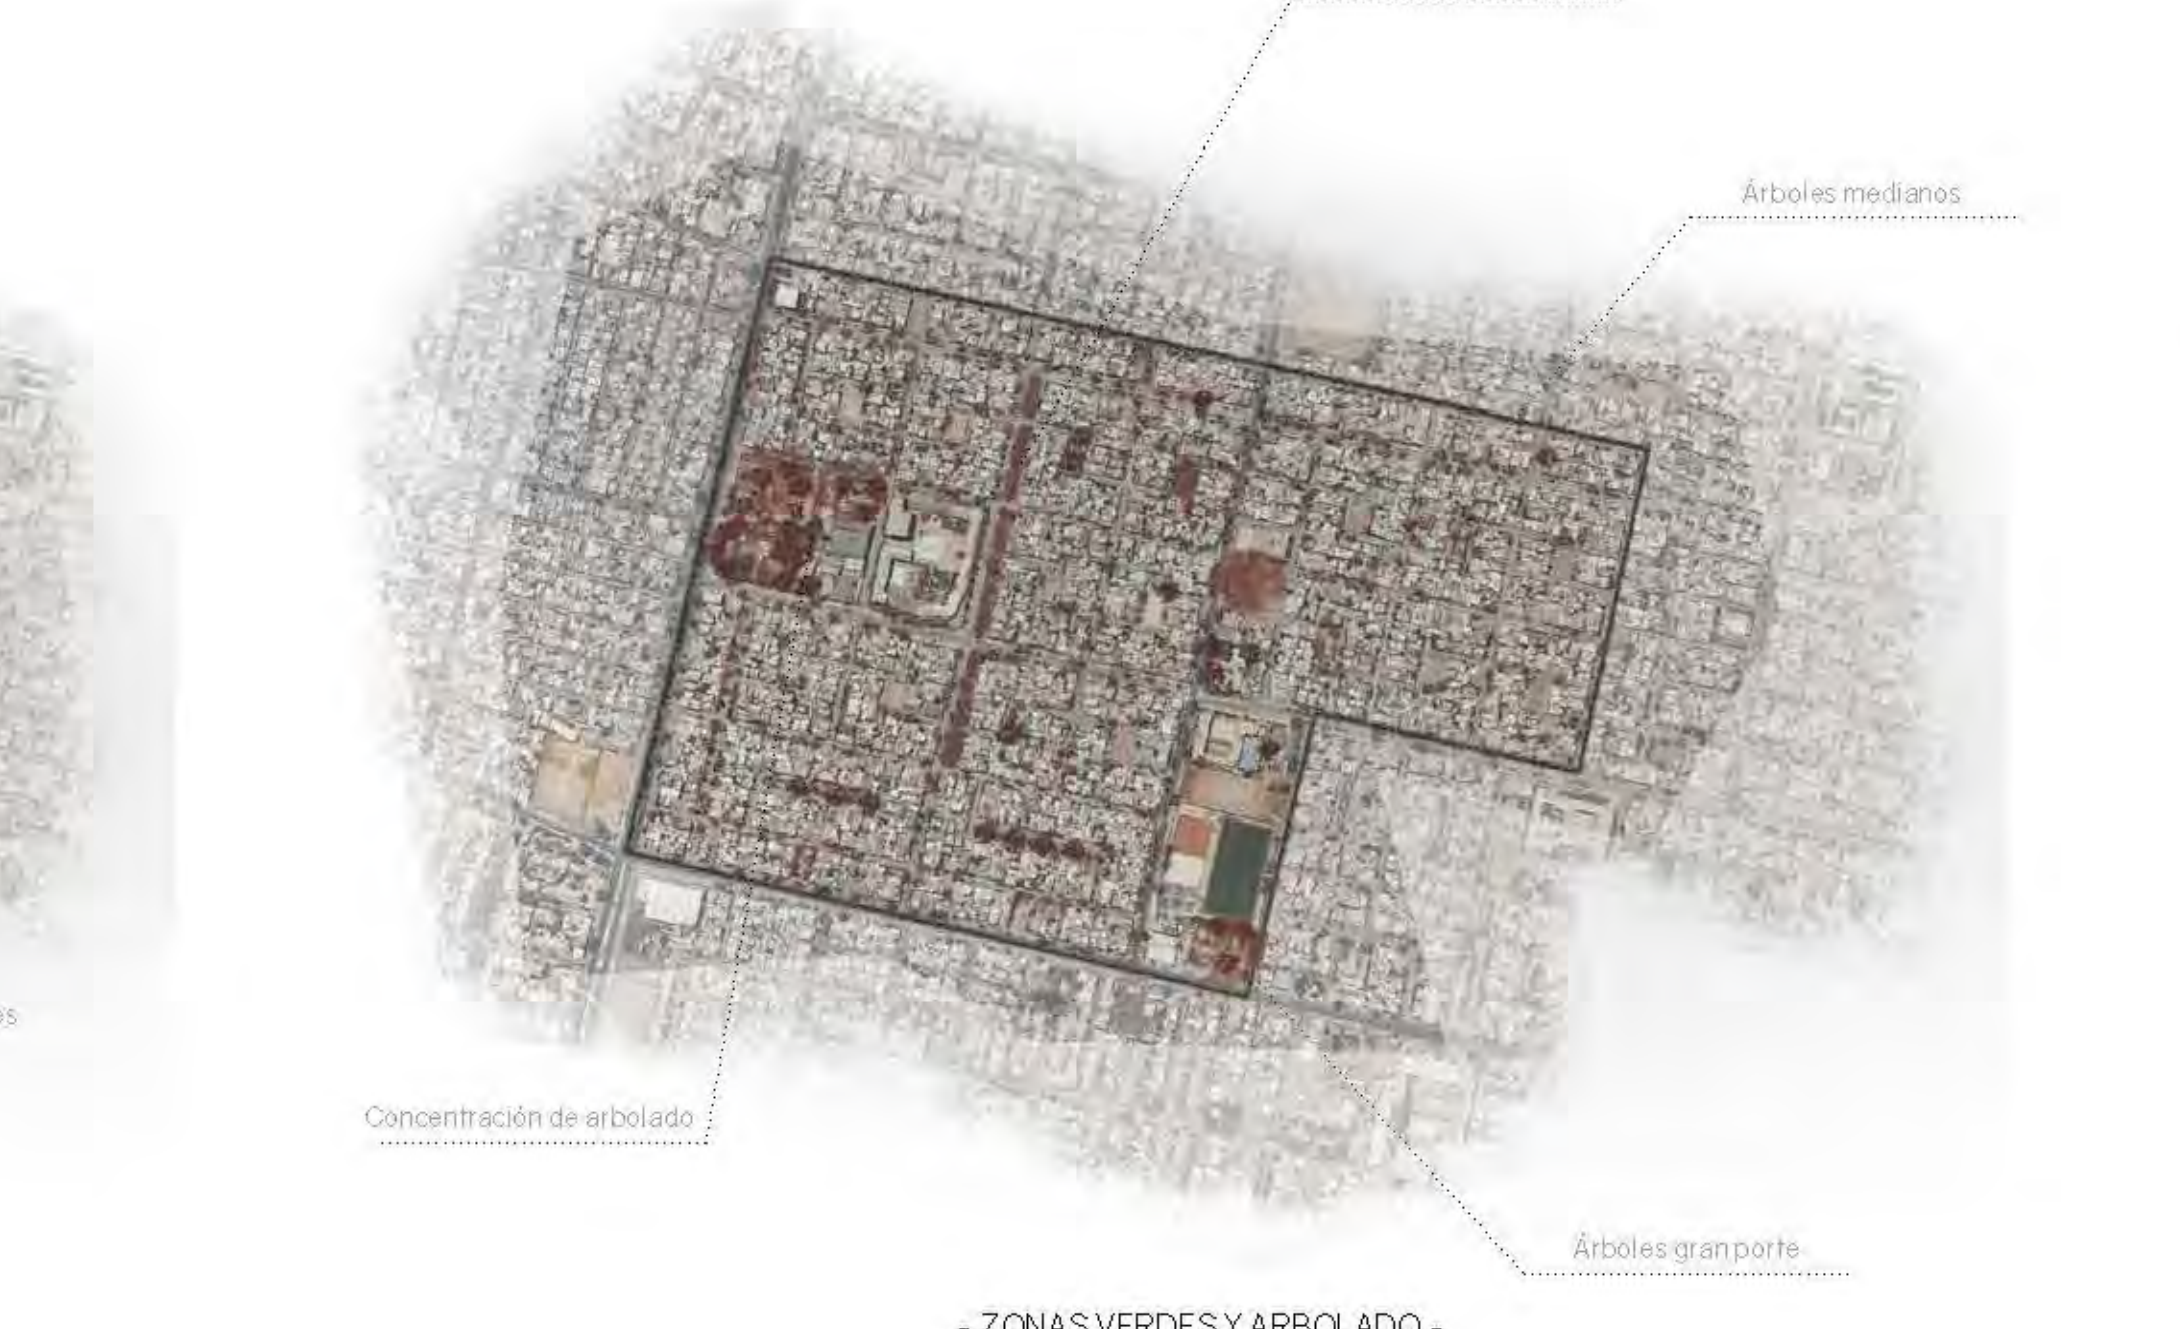 Árboles medianos
Concentración de arbolado
Árboles gran porte
- ZONAS VERDES Y ARBOLADO -